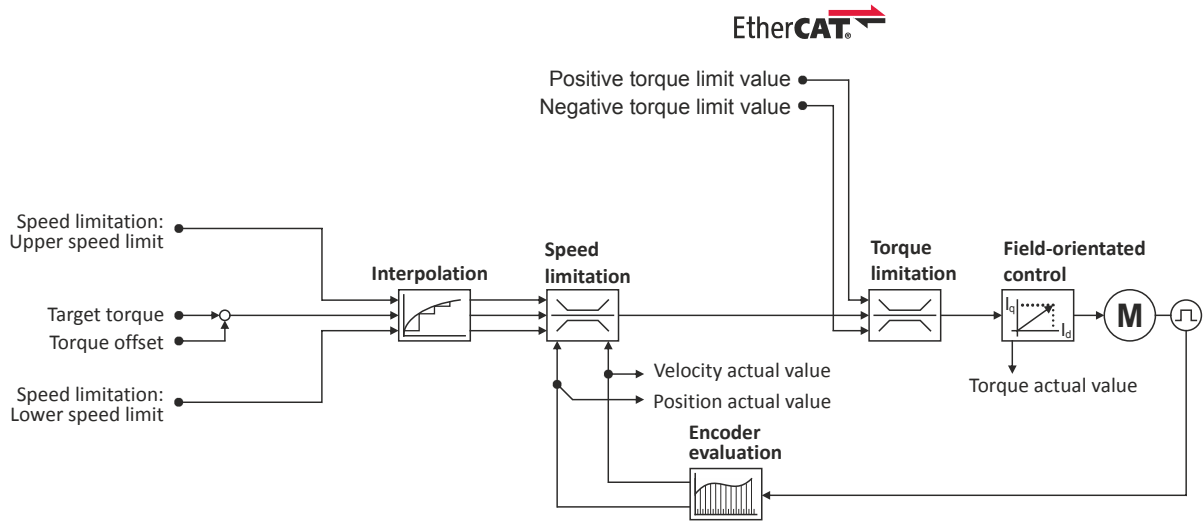 EtherCAT®
Positive torque limit value
Negative torque limit value
Speed limitation:
Upper speed limit
Interpolation
Speed
limitation
Torque
limitation
Field-orientated
control
Target torque
Torque offset
Iq
Id
M
Speed limitation:
Lower speed limit
Velocity actual value
Position actual value
Torque actual value
Encoder
evaluation